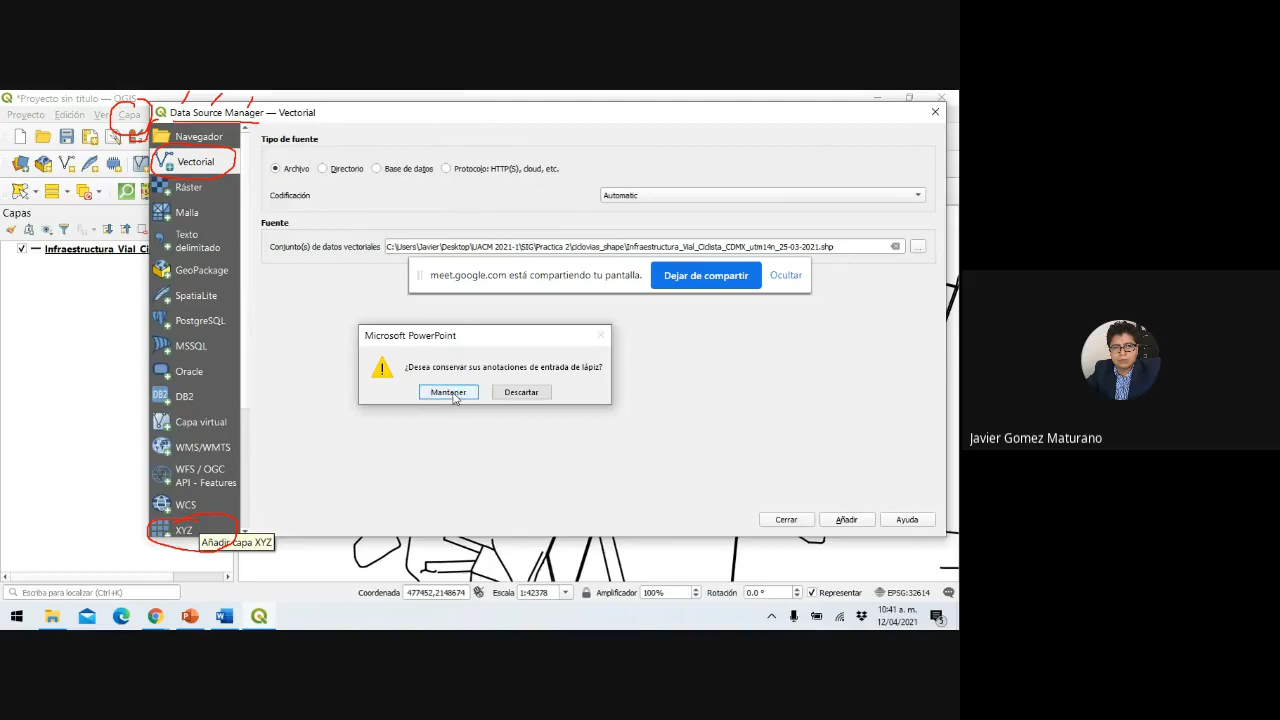 *Proyecto sin título — QGIS
Proyecto Edición Ver Capa
Data Source Manager — Vectorial
Navegador
Vectorial
Ráster
Malla
Texto
delimitado
GeoPackage
SpatiaLite
PostgreSQL
MSSQL
Oracle
DB2
Capa virtual
WMS/WMTS
WFS / OGC
API - Features
WCS
XYZ
Añadir capa XYZ
Capas
Infraestructura_Vial_Ci
Tipo de fuente
Archivo Directorio Base de datos Protocolo: HTTP(S), cloud, etc.
Codificación Automatic
Fuente
Conjunto(s) de datos vectoriales C:\Users\Javier\Desktop\UACM 2021-1\SIG\Practica 2\ciclovias_shape\Infraestructura_Vial_Ciclista_CDMX_utm14n_25-03-2021.shp ...
meet.google.com está compartiendo tu pantalla. Dejar de compartir Ocultar
Microsoft PowerPoint
¿Desea conservar sus anotaciones de entrada de lápiz?
Mantener Descartar
Cerrar Añadir Ayuda
Escriba para localizar (Ctrl+K) Coordenada 477452,2148674 Escala 1:42378 Amplificador 100% Rotación 0.0 ° Representar EPSG:32614
10:41 a. m.
12/04/2021
5
Javier Gomez Maturano